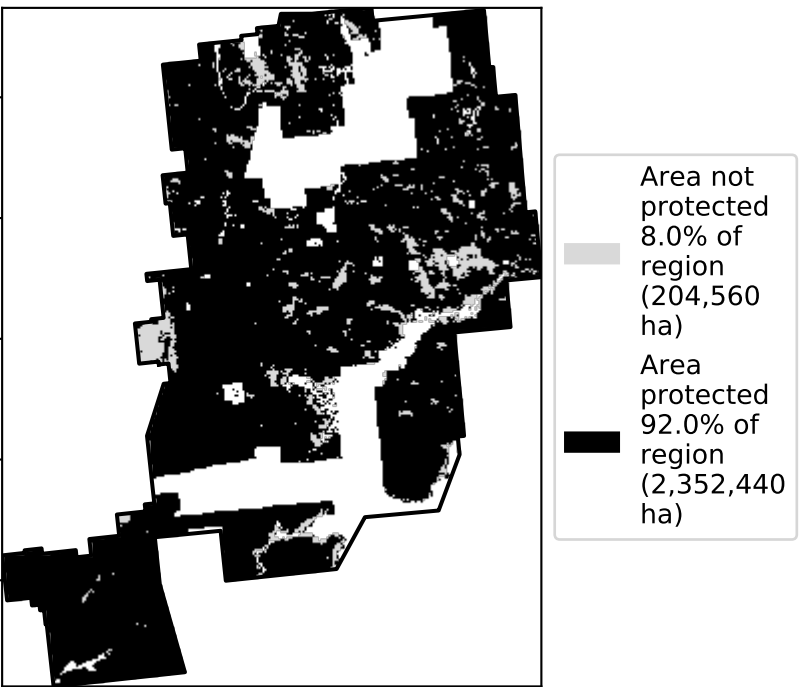 Area not
protected
8.0% of
region
(204,560
ha)
Area
protected
92.0% of
region
(2,352,440
ha)